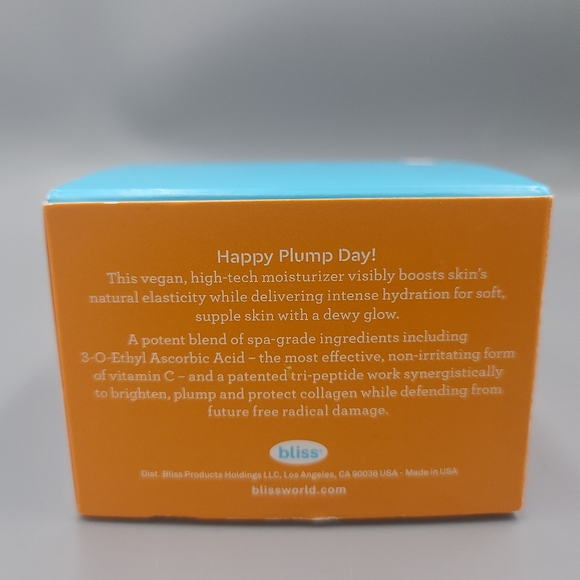 Happy Plump Day!
This vegan, high-tech moisturizer visibly boosts skin's
natural elasticity while delivering intense hydration for soft,
supple skin with a dewy glow.
A potent blend of spa-grade ingredients including
3-O-Ethyl Ascorbic Acid – the most effective, non-irritating form
of vitamin C – and a patented tri-peptide work synergistically
to brighten, plump and protect collagen while defending from
future free radical damage.
bliss®
Dist. Bliss Products Holdings LLC, Los Angeles, CA 90036 USA - Made in USA
blissworld.com